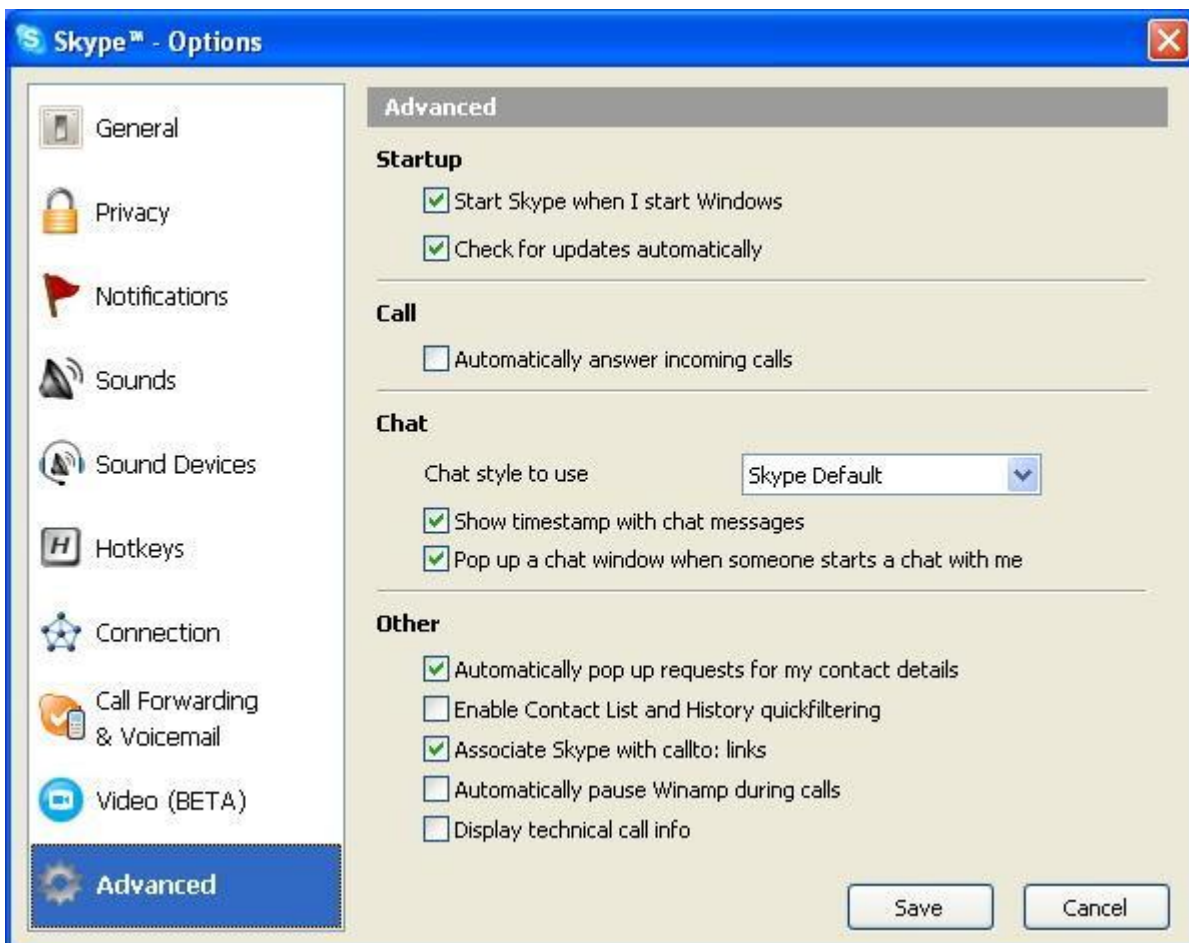 Skype™ - Options
General
Privacy
Notifications
Sounds
Sound Devices
H Hotkeys
Connection
Call Forwarding
& Voicemail
Video (BETA)
Advanced
Advanced
Startup
Start Skype when I start Windows
Check for updates automatically
Call
Automatically answer incoming calls
Chat
Chat style to use Skype Default
Show timestamp with chat messages
Pop up a chat window when someone starts a chat with me
Other
Automatically pop up requests for my contact details
Enable Contact List and History quickfiltering
Associate Skype with callto: links
Automatically pause Winamp during calls
Display technical call info
Save Cancel